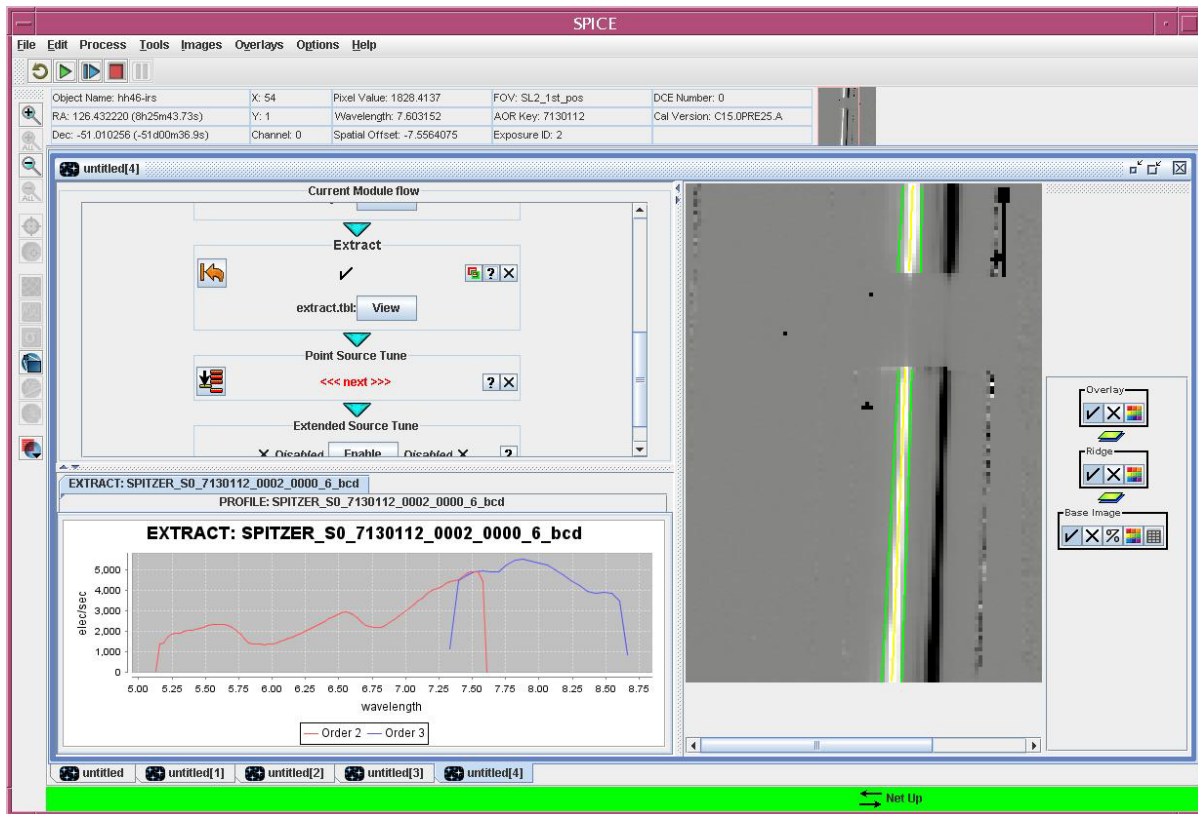 SPICE
File Edit Process Tools Images Overlays Options Help
Object Name: hh46-irs X: 54 Pixel Value: 1828.4137 FOV: SL2_1st_pos DCE Number: 0
RA: 126.432220 (8h25m43.73s) Y: 1 Wavelength: 7.603152 AOR Key: 7130112 Cal Version: C15.0PRE25.A
Dec: -51.010256 (-51d00m36.9s) Channel: 0 Spatial Offset: -7.5564075 Exposure ID: 2
ALL
ALL
untitled[4]
Current Module flow
Extract
?
extract.tbl: View
Point Source Tune
<<< next >>>
?
Extended Source Tune
X Disabled Enable Disabled X ?
EXTRACT: SPITZER_S0_7130112_0002_0000_6_bcd
PROFILE: SPITZER_S0_7130112_0002_0000_6_bcd
EXTRACT: SPITZER_S0_7130112_0002_0000_6_bcd
elec/sec
5,000
4,000
3,000
2,000
1,000
0
5.00 5.25 5.50 5.75 6.00 6.25 6.50 6.75 7.00 7.25 7.50 7.75 8.00 8.25 8.50 8.75
wavelength
Order 2 Order 3
Overlay
Ridge
Base Image
%
untitled untitled[1] untitled[2] untitled[3] untitled[4]
Net Up